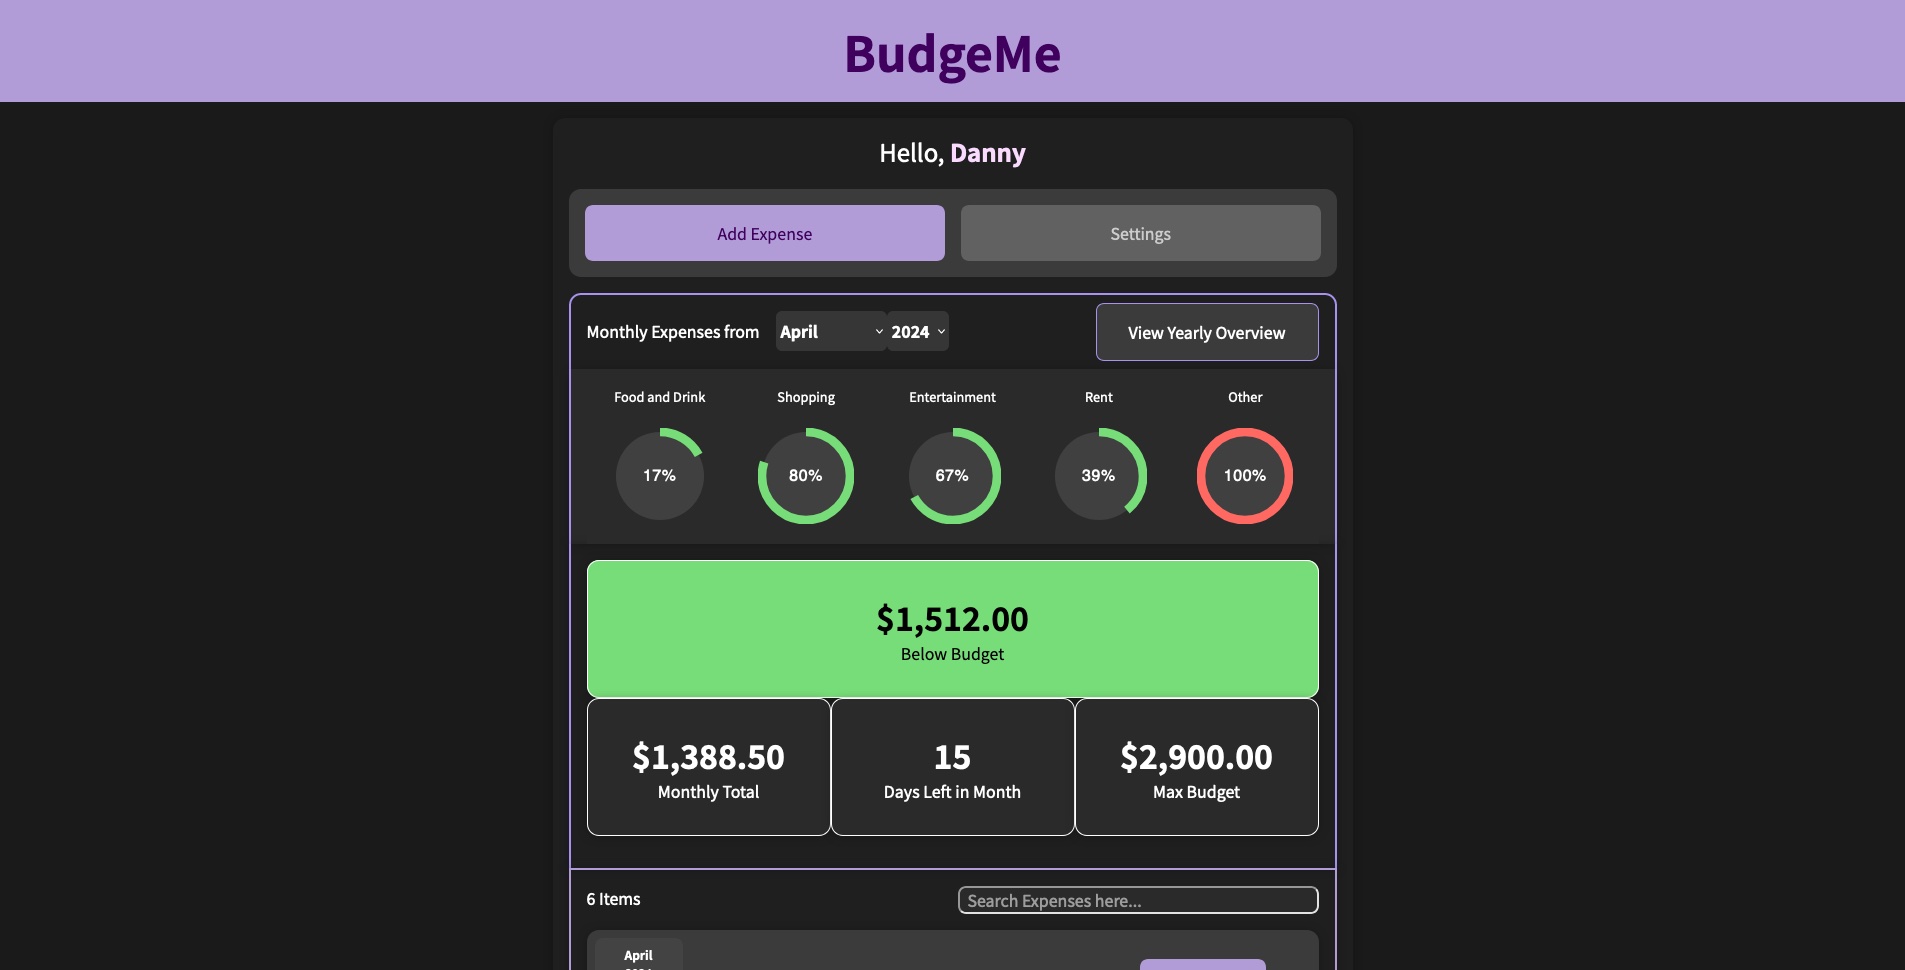 BudgeMe
Hello, Danny
Add Expense
Settings
Monthly Expenses from April 2024
View Yearly Overview
Food and Drink
Shopping
Entertainment
Rent
Other
17%
80%
67%
39%
100%
$1,512.00
Below Budget
$1,388.50
Monthly Total
15
Days Left in Month
$2,900.00
Max Budget
6 Items
Search Expenses here...
April